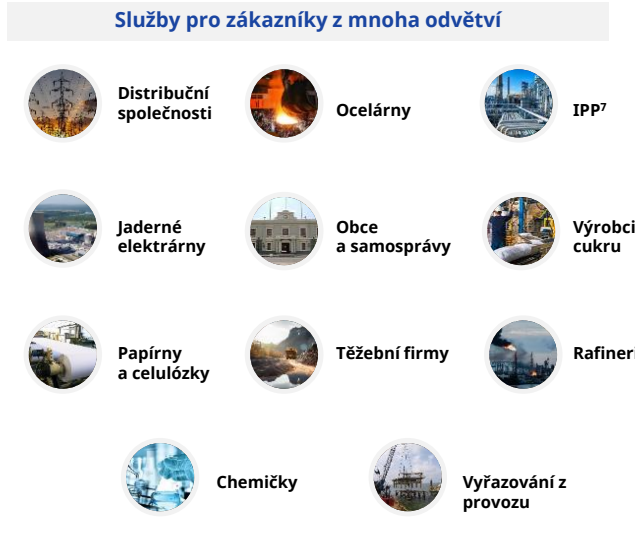 Služby pro zákazníky z mnoha odvětví
Distribuční
společnosti
Ocelárny
IPP⁷
Jaderné
elektrárny
Obce
a samosprávy
Výrobci
cukru
Papírny
a celulózky
Těžební firmy
Rafineri
Chemičky
Vyřazování z
provozu